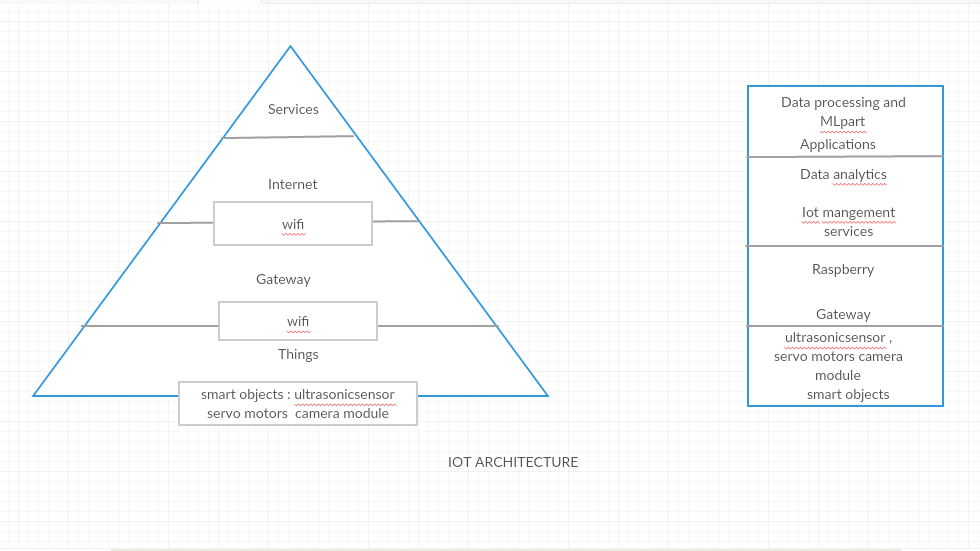 Services
Internet
wifi
Gateway
wifi
Things
smart objects : ultrasonicsensor
servo motors  camera module
Data processing and
MLpart
Applications
Data analytics
Iot mangement
services
Raspberry
Gateway
ultrasonicsensor ,
servo motors camera
module
smart objects
IOT ARCHITECTURE